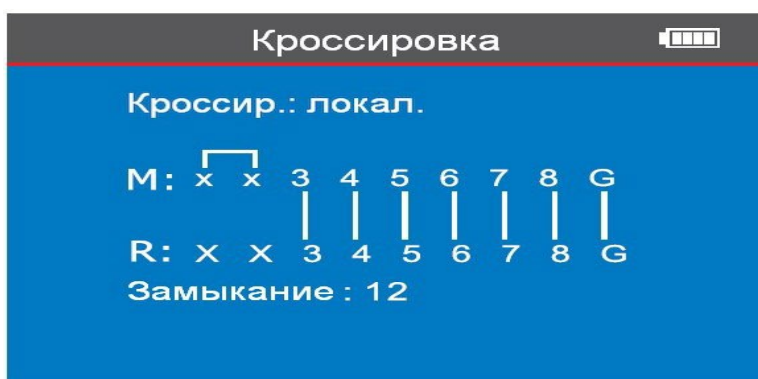 Кроссировка
Кроссир.: локал.
M: x x 3 4 5 6 7 8 G
R: X X 3 4 5 6 7 8 G
Замыкание : 12